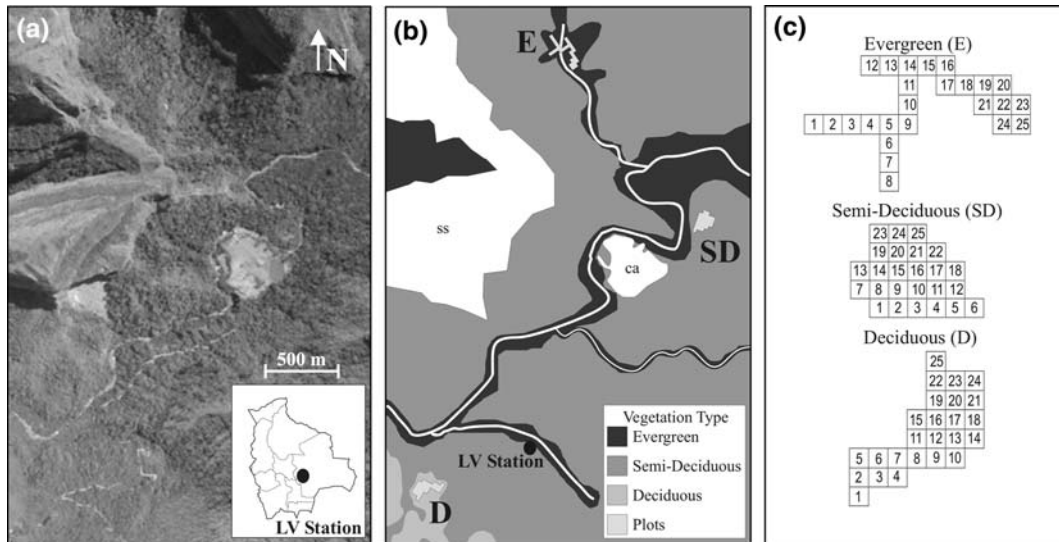 (a)
N
500 m
LV Station
(b)
E
ss
SD
ca
LV Station
D
Vegetation Type
Evergreen
Semi-Deciduous
Deciduous
Plots
(c)
Evergreen (E)
12 13 14 15 16
11 17 18 19 20
10 21 22 23
1 2 3 4 5 9 24 25
6
7
8
Semi-Deciduous (SD)
23 24 25
19 20 21 22
13 14 15 16 17 18
7 8 9 10 11 12
1 2 3 4 5 6
Deciduous (D)
25
22 23 24
19 20 21
15 16 17 18
11 12 13 14
5 6 7 8 9 10
2 3 4
1